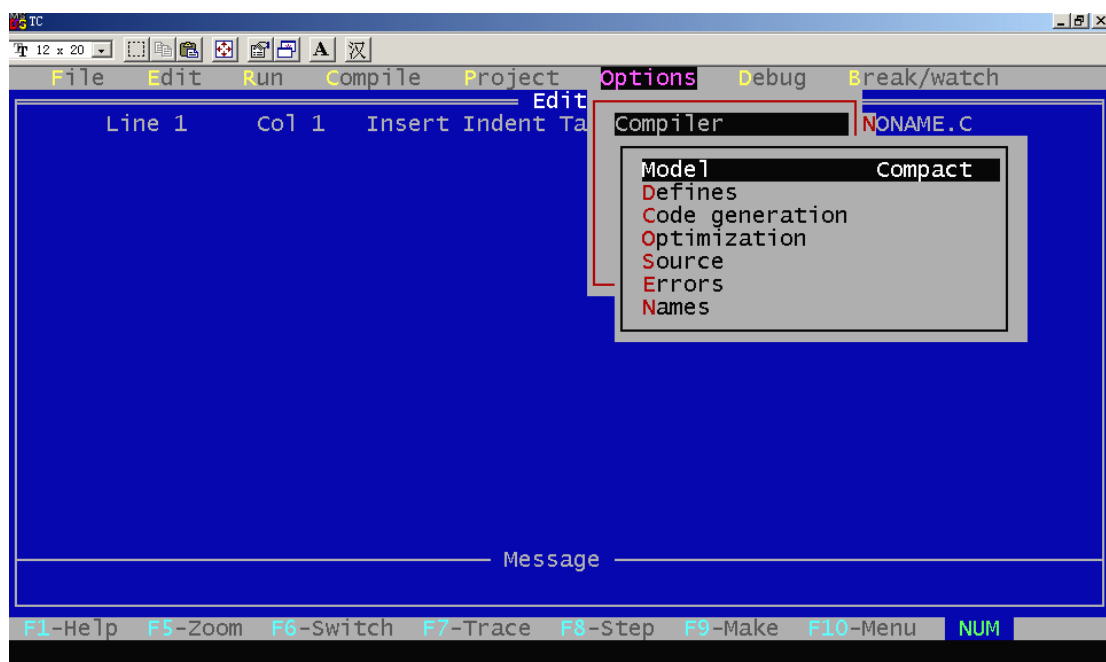 TC
12 x 20 A 汉
File Edit Run Compile Project Options Debug Break/watch
Edit
Line 1 Col 1 Insert Indent Ta Compiler NONAME.C
Model Compact
Defines
Code generation
Optimization
Source
Errors
Names
Message
F1-Help F5-Zoom F6-Switch F7-Trace F8-Step F9-Make F10-Menu NUM